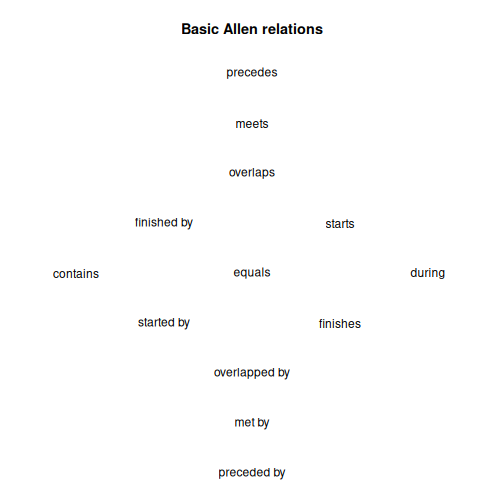 Basic Allen relations
precedes
meets
overlaps
finished by
starts
contains
equals
during
started by
finishes
overlapped by
met by
preceded by